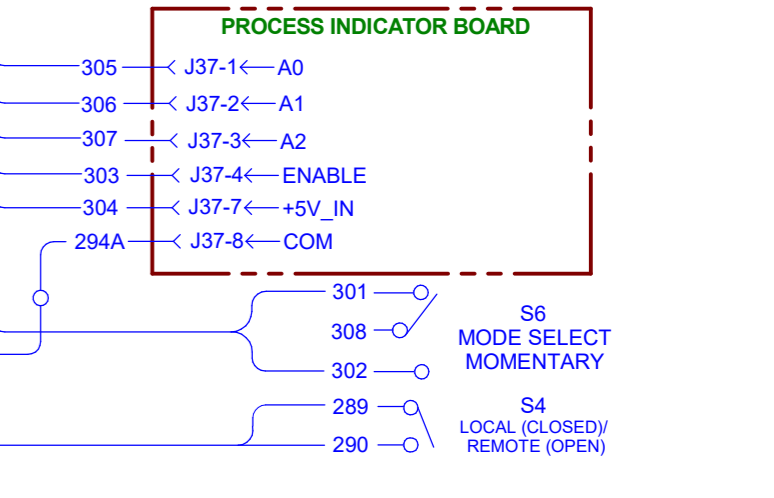 PROCESS INDICATOR BOARD
305 J37-1 A0
306 J37-2 A1
307 J37-3 A2
303 J37-4 ENABLE
304 J37-7 +5V_IN
294A J37-8 COM
301
308
302
S6
MODE SELECT
MOMENTARY
289
290
S4
LOCAL (CLOSED)/
REMOTE (OPEN)